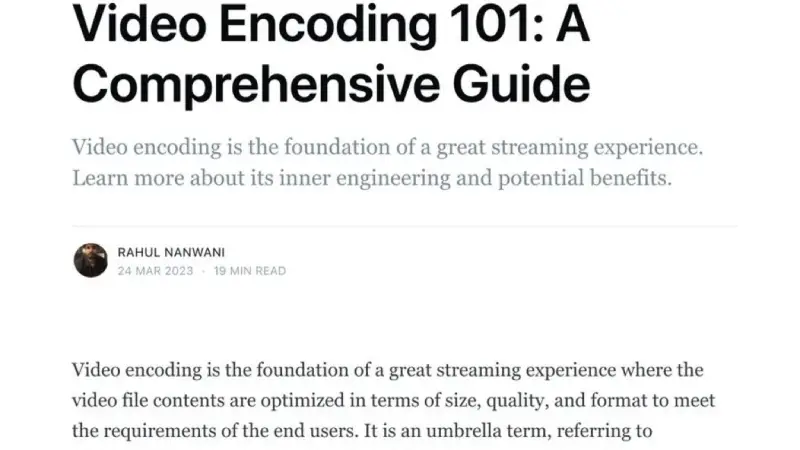 Video Encoding 101: A
Comprehensive Guide
Video encoding is the foundation of a great streaming experience.
Learn more about its inner engineering and potential benefits.
RAHUL NANWANI
24 MAR 2023 · 19 MIN READ
Video encoding is the foundation of a great streaming experience where the
video file contents are optimized in terms of size, quality, and format to meet
the requirements of the end users. It is an umbrella term, referring to